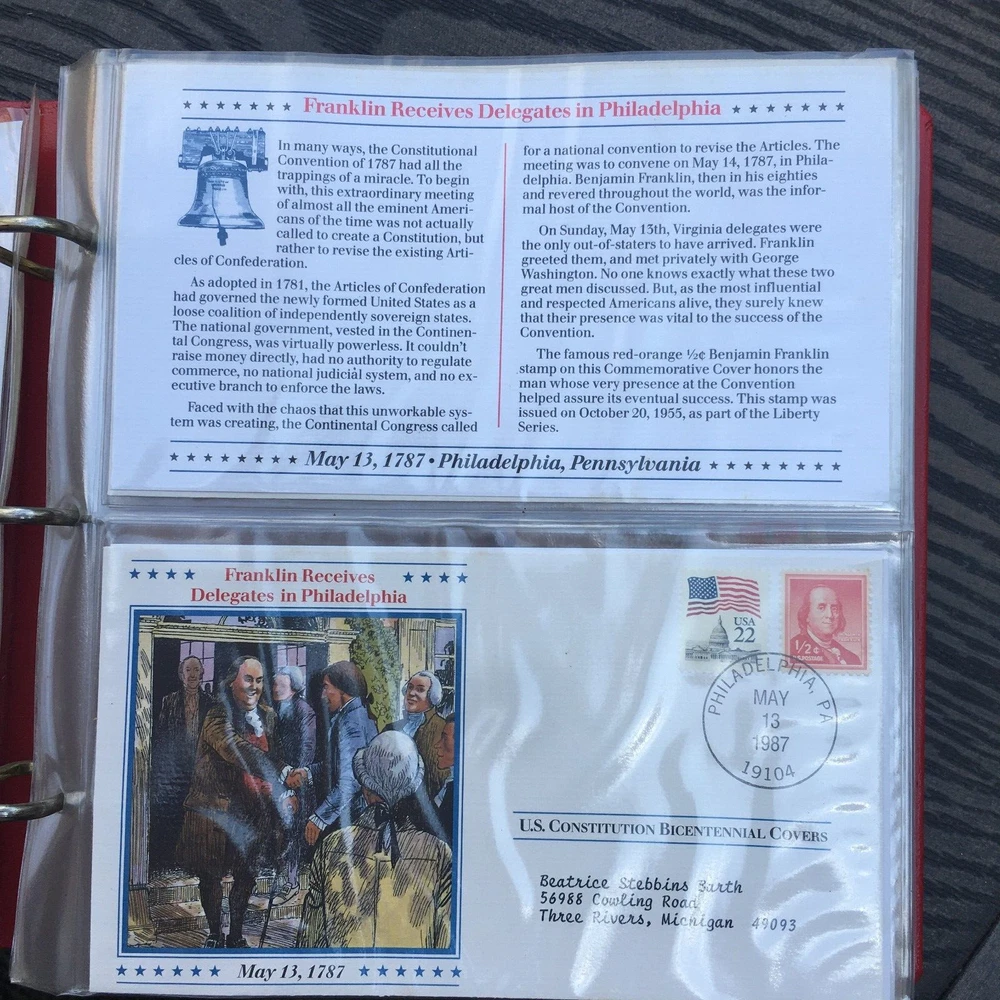 Franklin Receives Delegates in Philadelphia
In many ways, the Constitutional
Convention of 1787 had all the
trappings of a miracle. To begin
with, this extraordinary meeting
of almost all the eminent Ameri-
cans of the time was not actually
called to create a Constitution, but
rather to revise the existing Arti-
cles of Confederation.
As adopted in 1781, the Articles of Confederation
had governed the newly formed United States as a
loose coalition of independently sovereign states.
The national government, vested in the Continen-
tal Congress, was virtually powerless. It couldn't
raise money directly, had no authority to regulate
commerce, no national judicial system, and no ex-
ecutive branch to enforce the laws.
Faced with the chaos that this unworkable sys-
tem was creating, the Continental Congress called
for a national convention to revise the Articles. The
meeting was to convene on May 14, 1787, in Phila-
delphia. Benjamin Franklin, then in his eighties
and revered throughout the world, was the infor-
mal host of the Convention.
On Sunday, May 13th, Virginia delegates were
the only out-of-staters to have arrived. Franklin
greeted them, and met privately with George
Washington. No one knows exactly what these two
great men discussed. But, as the most influential
and respected Americans alive, they surely knew
that their presence was vital to the success of the
Convention.
The famous red-orange ½¢ Benjamin Franklin
stamp on this Commemorative Cover honors the
man whose very presence at the Convention
helped assure its eventual success. This stamp was
issued on October 20, 1955, as part of the Liberty
Series.
May 13, 1787 • Philadelphia, Pennsylvania
Franklin Receives
Delegates in Philadelphia
USA
22
1/2¢
U.S. POSTAGE
PHILADELPHIA, PA
MAY
13
1987
19104
U.S. Constitution Bicentennial Covers
Beatrice Stebbins Barth
56988 Cowling Road
Three Rivers, Michigan 49093
May 13, 1787